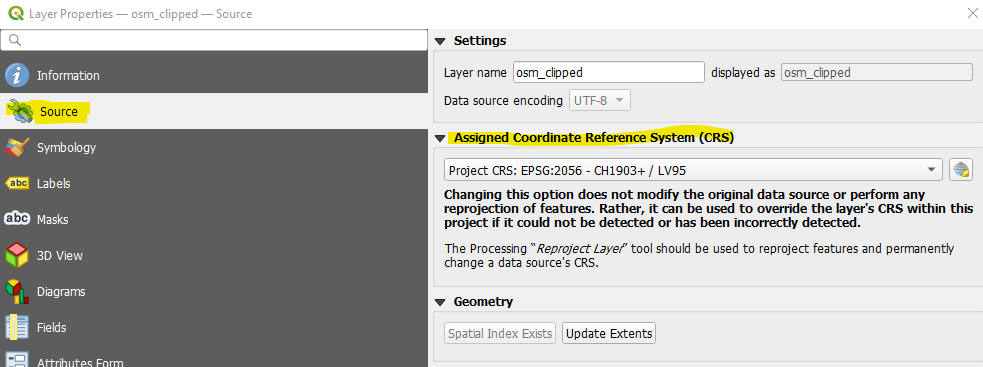 Layer Properties — osm_clipped — Source
Information
Source
Symbology
abc Labels
abc Masks
3D View
Diagrams
Fields
Attributes Form
Settings
Layer name osm_clipped displayed as osm_clipped
Data source encoding UTF-8
Assigned Coordinate Reference System (CRS)
Project CRS: EPSG:2056 - CH1903+ / LV95
Changing this option does not modify the original data source or perform any
reprojection of features. Rather, it can be used to override the layer's CRS within this
project if it could not be detected or has been incorrectly detected.
The Processing “Reproject Layer” tool should be used to reproject features and permanently
change a data source's CRS.
Geometry
Spatial Index Exists Update Extents